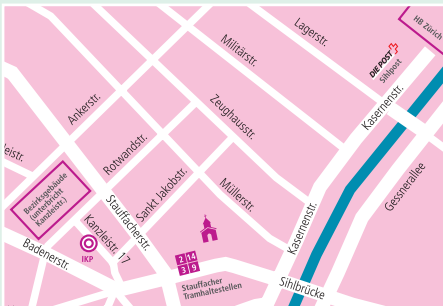 HB Zürich
Lagerstr.
Militärstr.
DIE POST
Sihlpost
Kasernenstr.
Zeughausstr.
Ankerstr.
Gessnerallee
Rotwandstr.
leistr.
Bezirksgebäude
(unterbricht
Kanzleistr.)
Sankt Jakobstr.
Müllerstr.
Stauffacherstr.
Kanzleistr. 17
Kasernenstr.
Badenerstr.
IKP
2 14
3 9
Stauffacher
Tramhaltestellen
Sihlbrücke